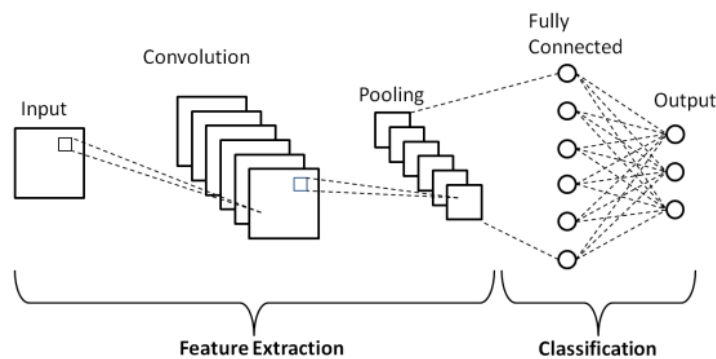 Input
Convolution
Pooling
Fully
Connected
Output
Feature Extraction
Classification